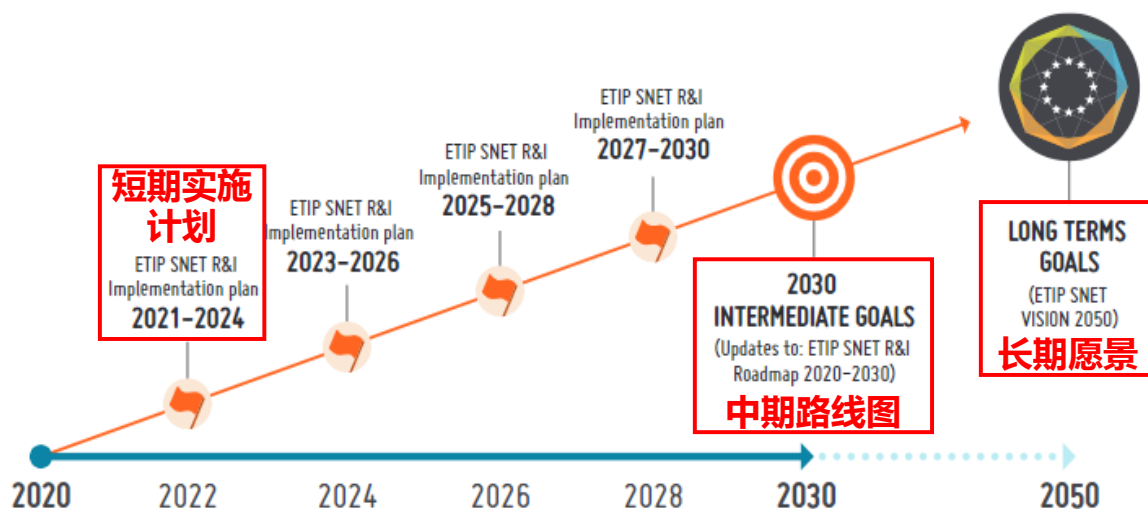 短期实施
计划
ETIP SNET R&I
Implementation plan
2021–2024
ETIP SNET R&I
Implementation plan
2023–2026
ETIP SNET R&I
Implementation plan
2025–2028
ETIP SNET R&I
Implementation plan
2027–2030
2030
INTERMEDIATE GOALS
(Updates to: ETIP SNET R&I
Roadmap 2020–2030)
中期路线图
LONG TERMS
GOALS
(ETIP SNET
VISION 2050)
长期愿景
2020
2022
2024
2026
2028
2030
2050